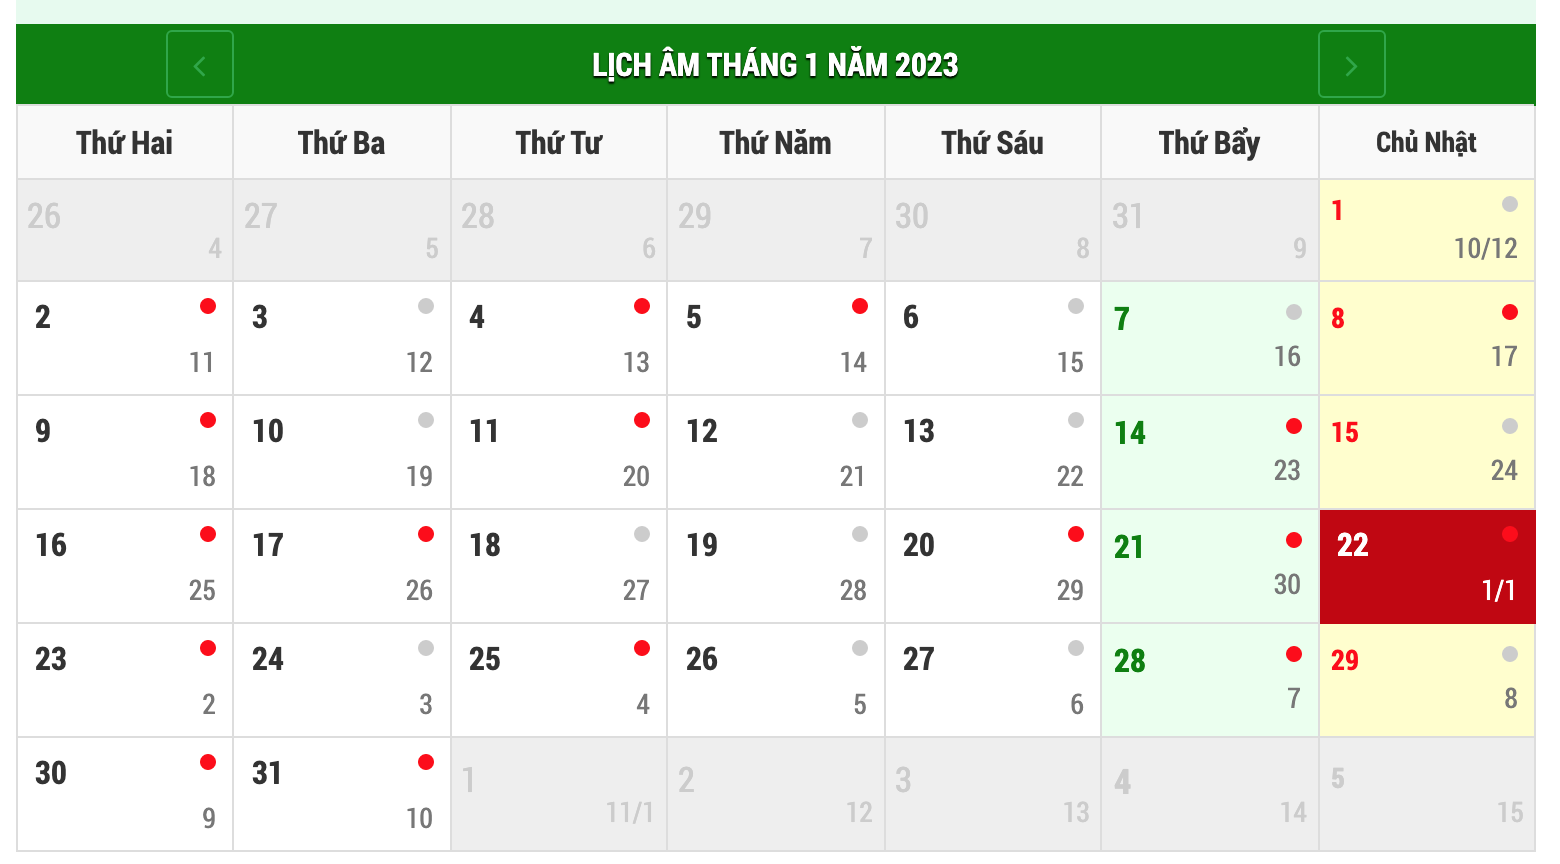 LỊCH ÂM THÁNG 1 NĂM 2023
Thứ Hai Thứ Ba Thứ Tư Thứ Năm Thứ Sáu Thứ Bẩy Chủ Nhật
26 27 28 29 30 31 1
4 5 6 7 8 9 10/12
2 3 4 5 6 7 8
11 12 13 14 15 16 17
9 10 11 12 13 14 15
18 19 20 21 22 23 24
16 17 18 19 20 21 22
25 26 27 28 29 30 1/1
23 24 25 26 27 28 29
2 3 4 5 6 7 8
30 31 1 2 3 4 5
9 10 11/1 12 13 14 15